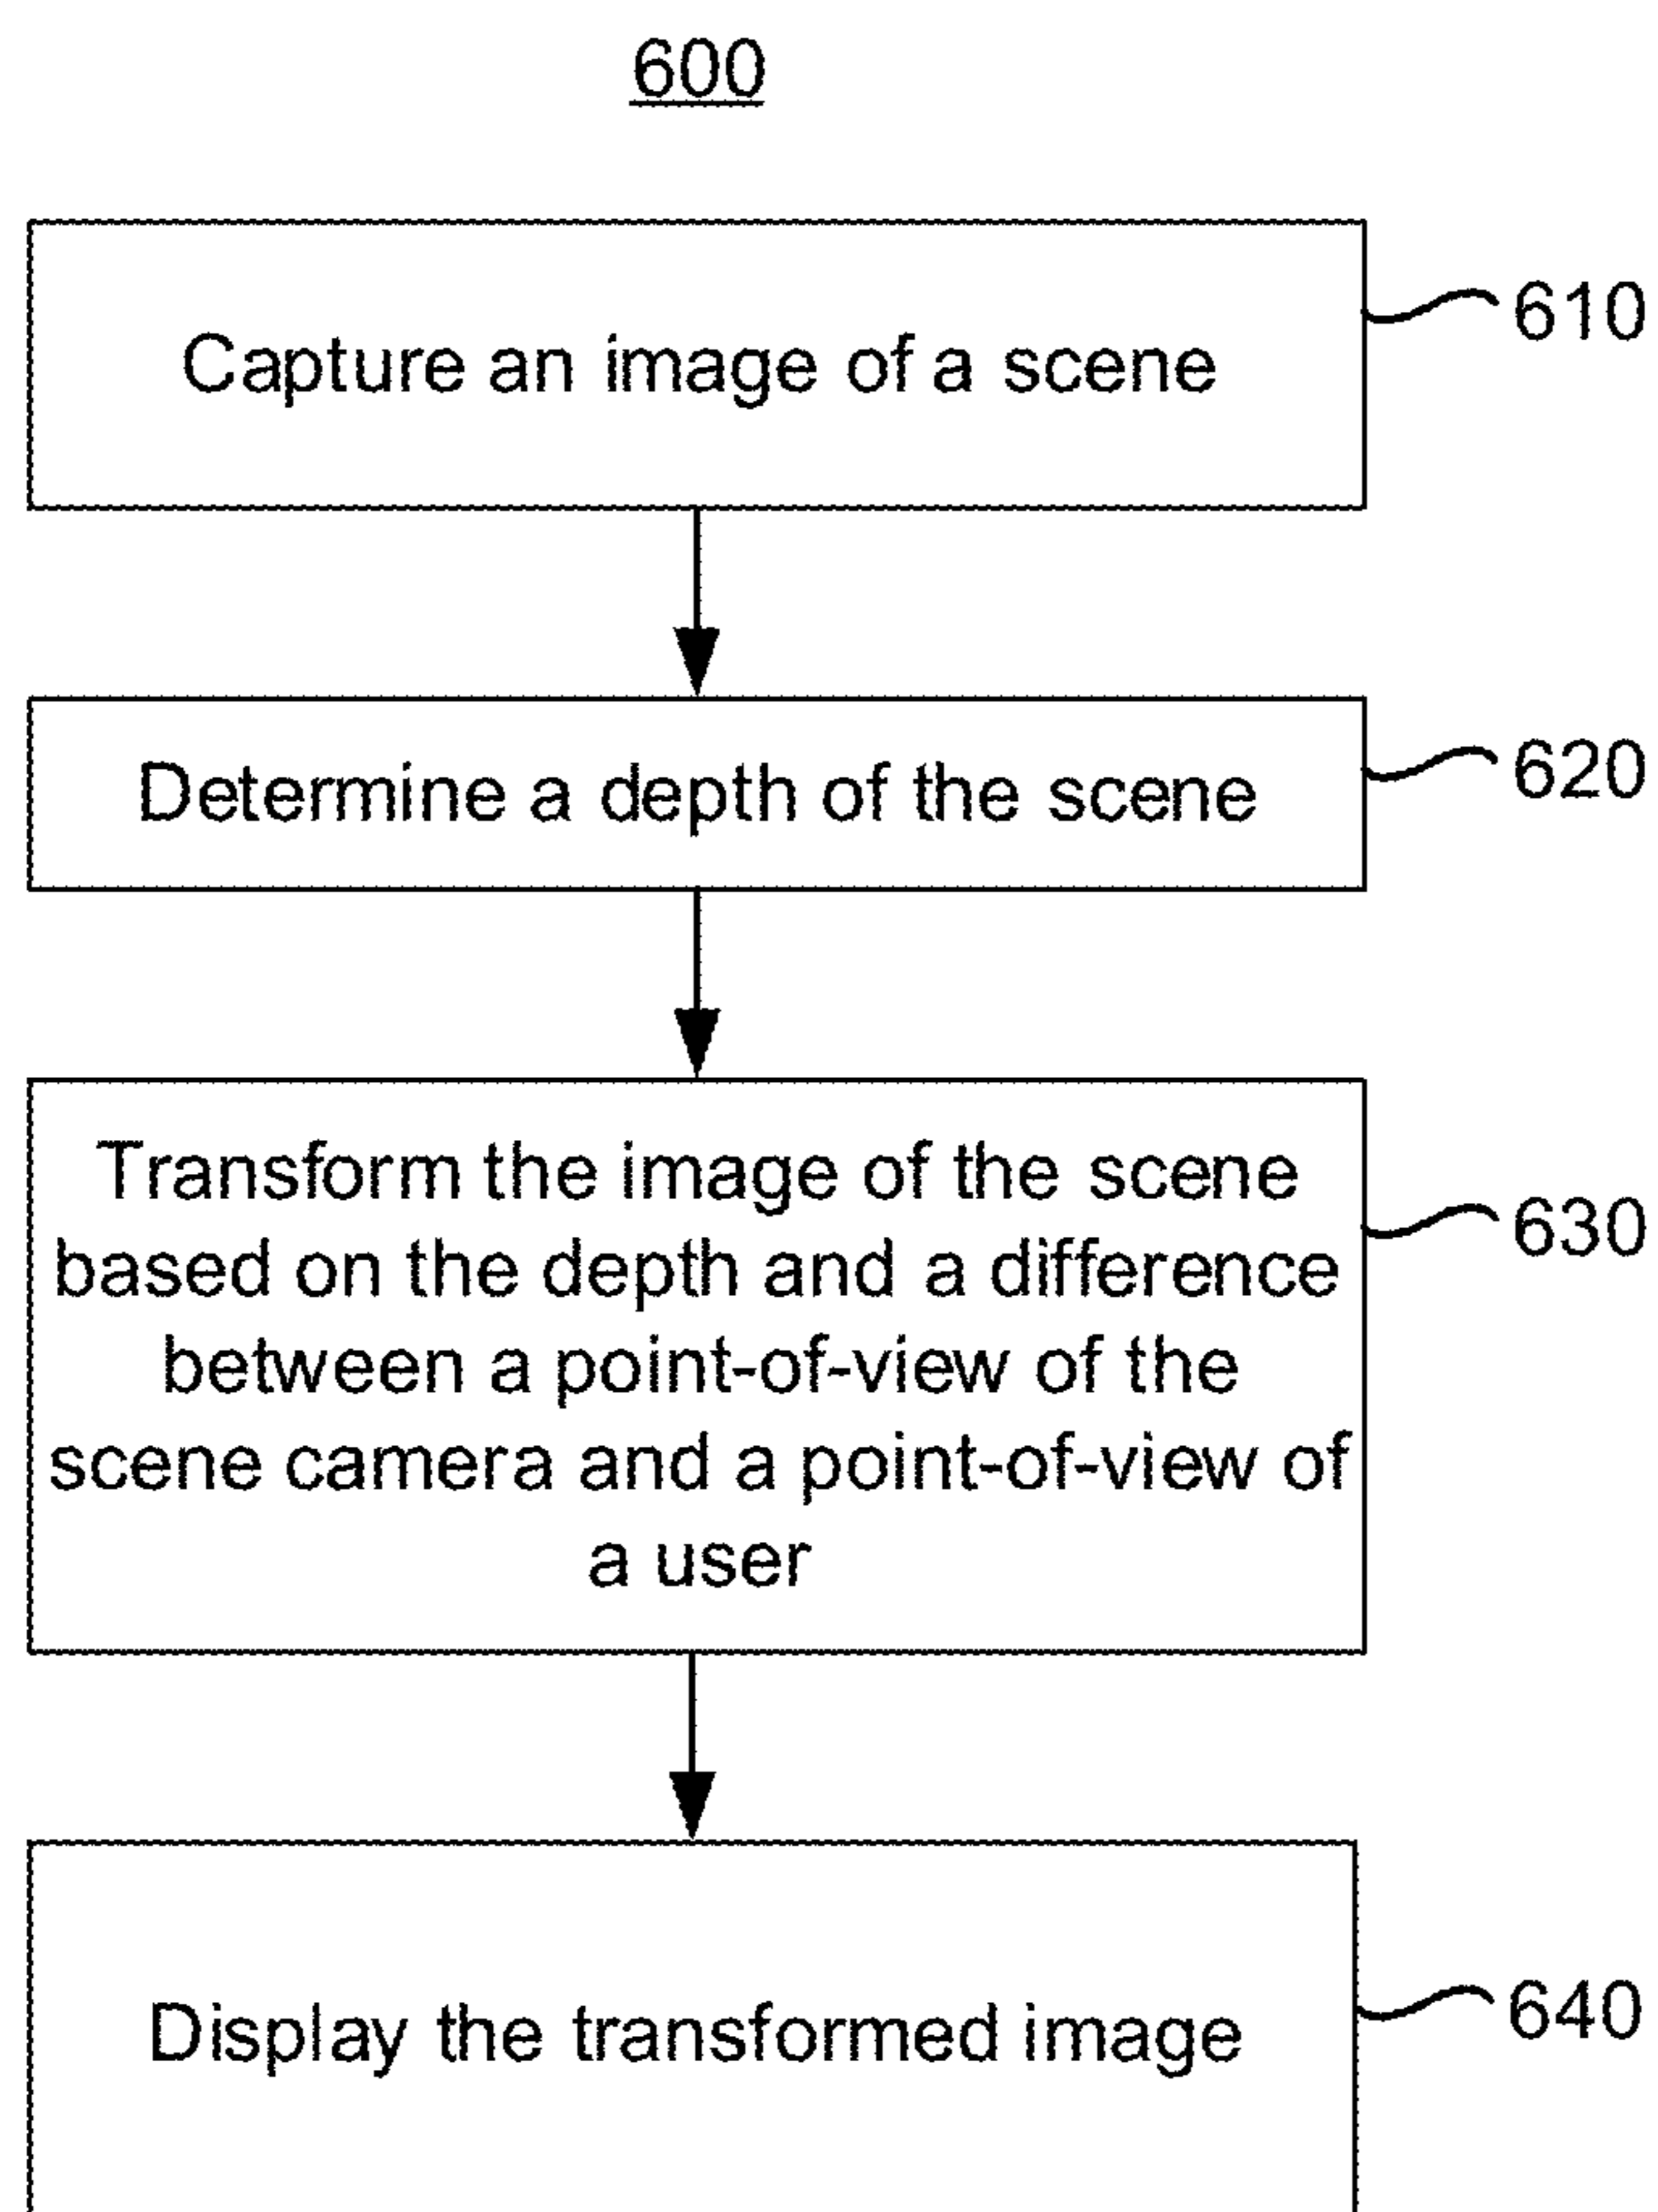 600
Capture an image of a scene
610
Determine a depth of the scene
620
Transform the image of the scene
based on the depth and a difference
between a point-of-view of the
scene camera and a point-of-view of
a user
630
Display the transformed image
640